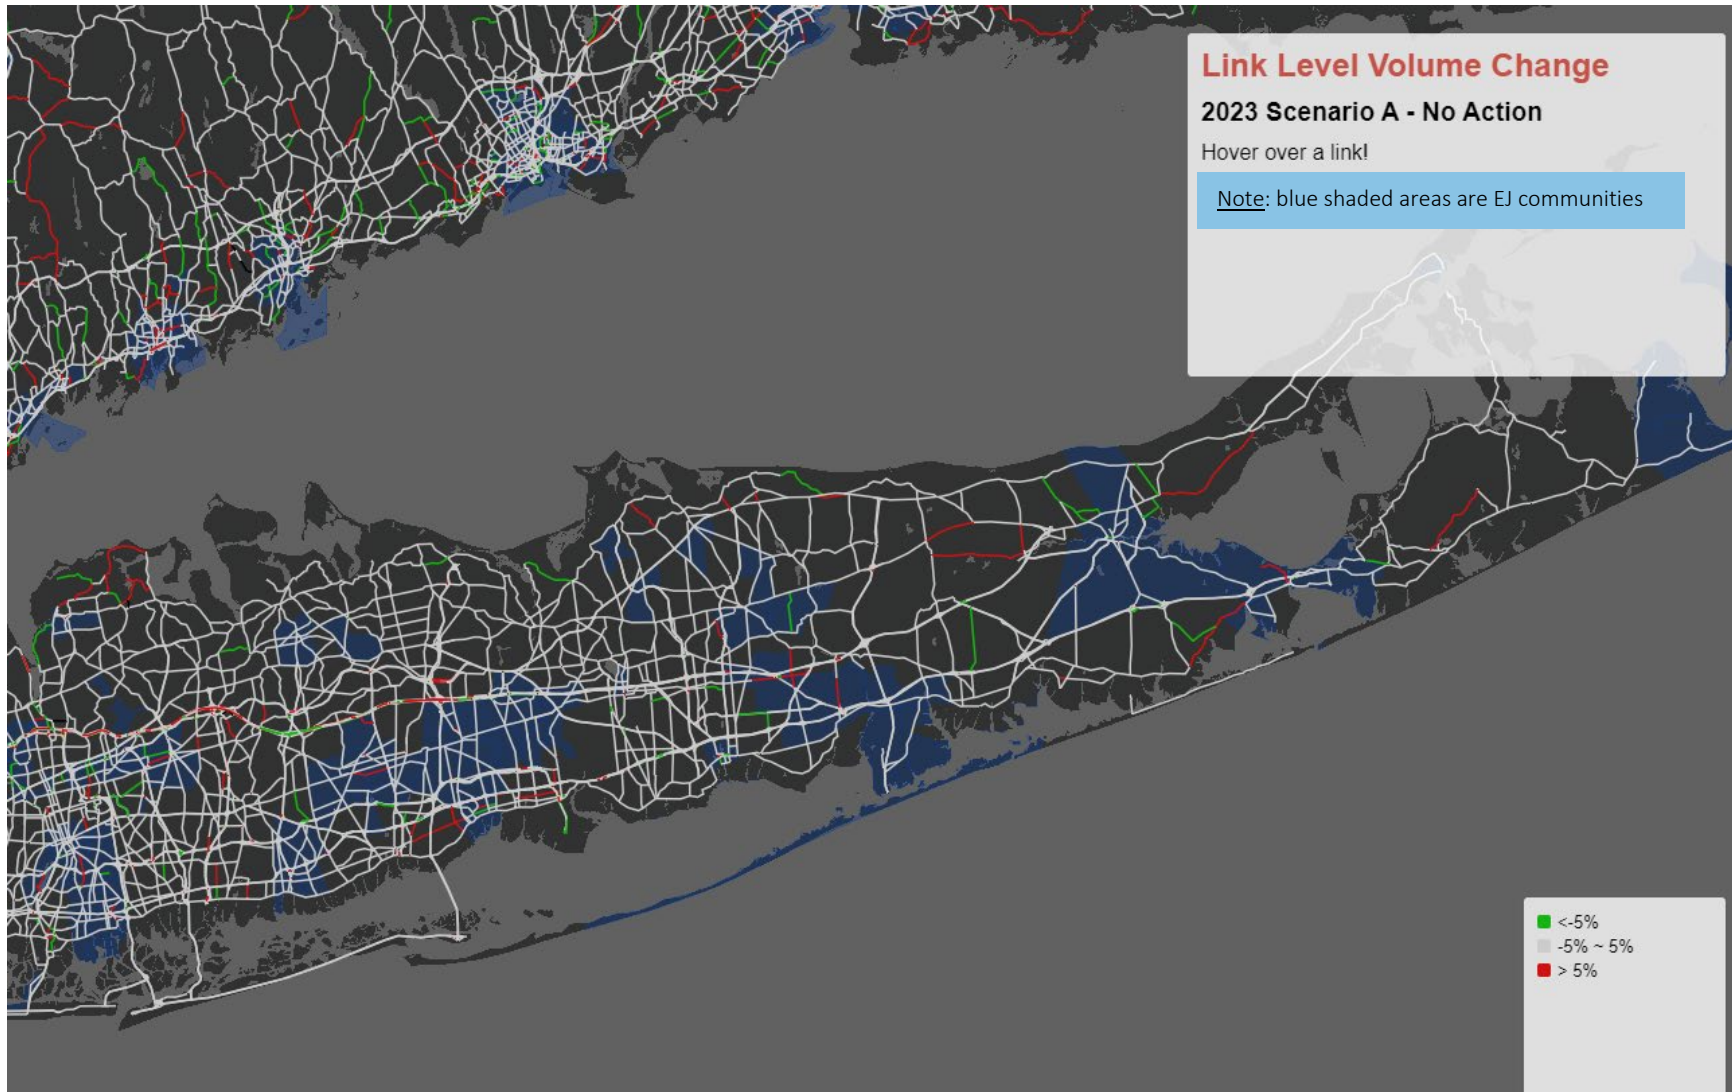 Link Level Volume Change
2023 Scenario A - No Action
Hover over a link!
Note: blue shaded areas are EJ communities
<-5%
-5% ~ 5%
> 5%